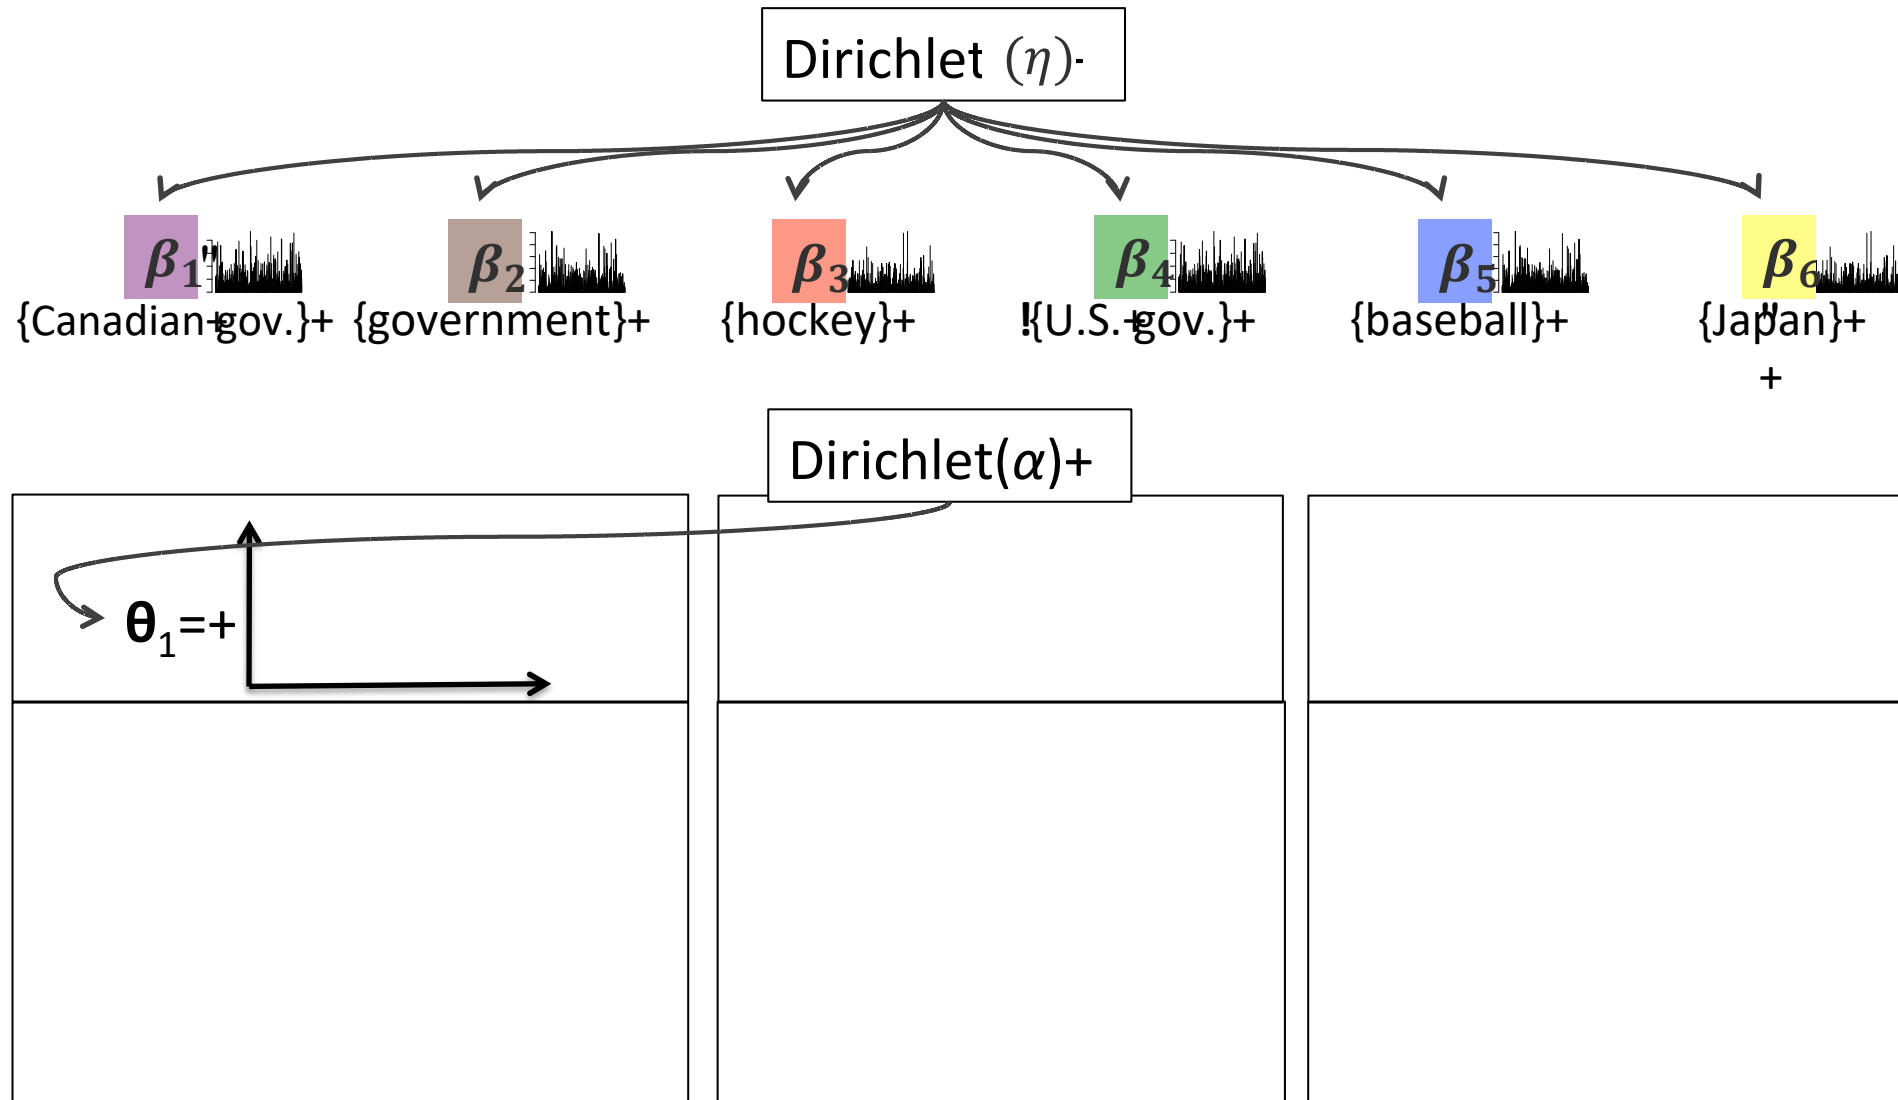 Dirichlet (η)-
β1" β2 β3 β4 β5 β6
{Canadian+gov.}+ {government}+ {hockey}+ !{U.S.+gov.}+ {baseball}+ {Japan}+
"
+
Dirichlet(α)+
θ1=+